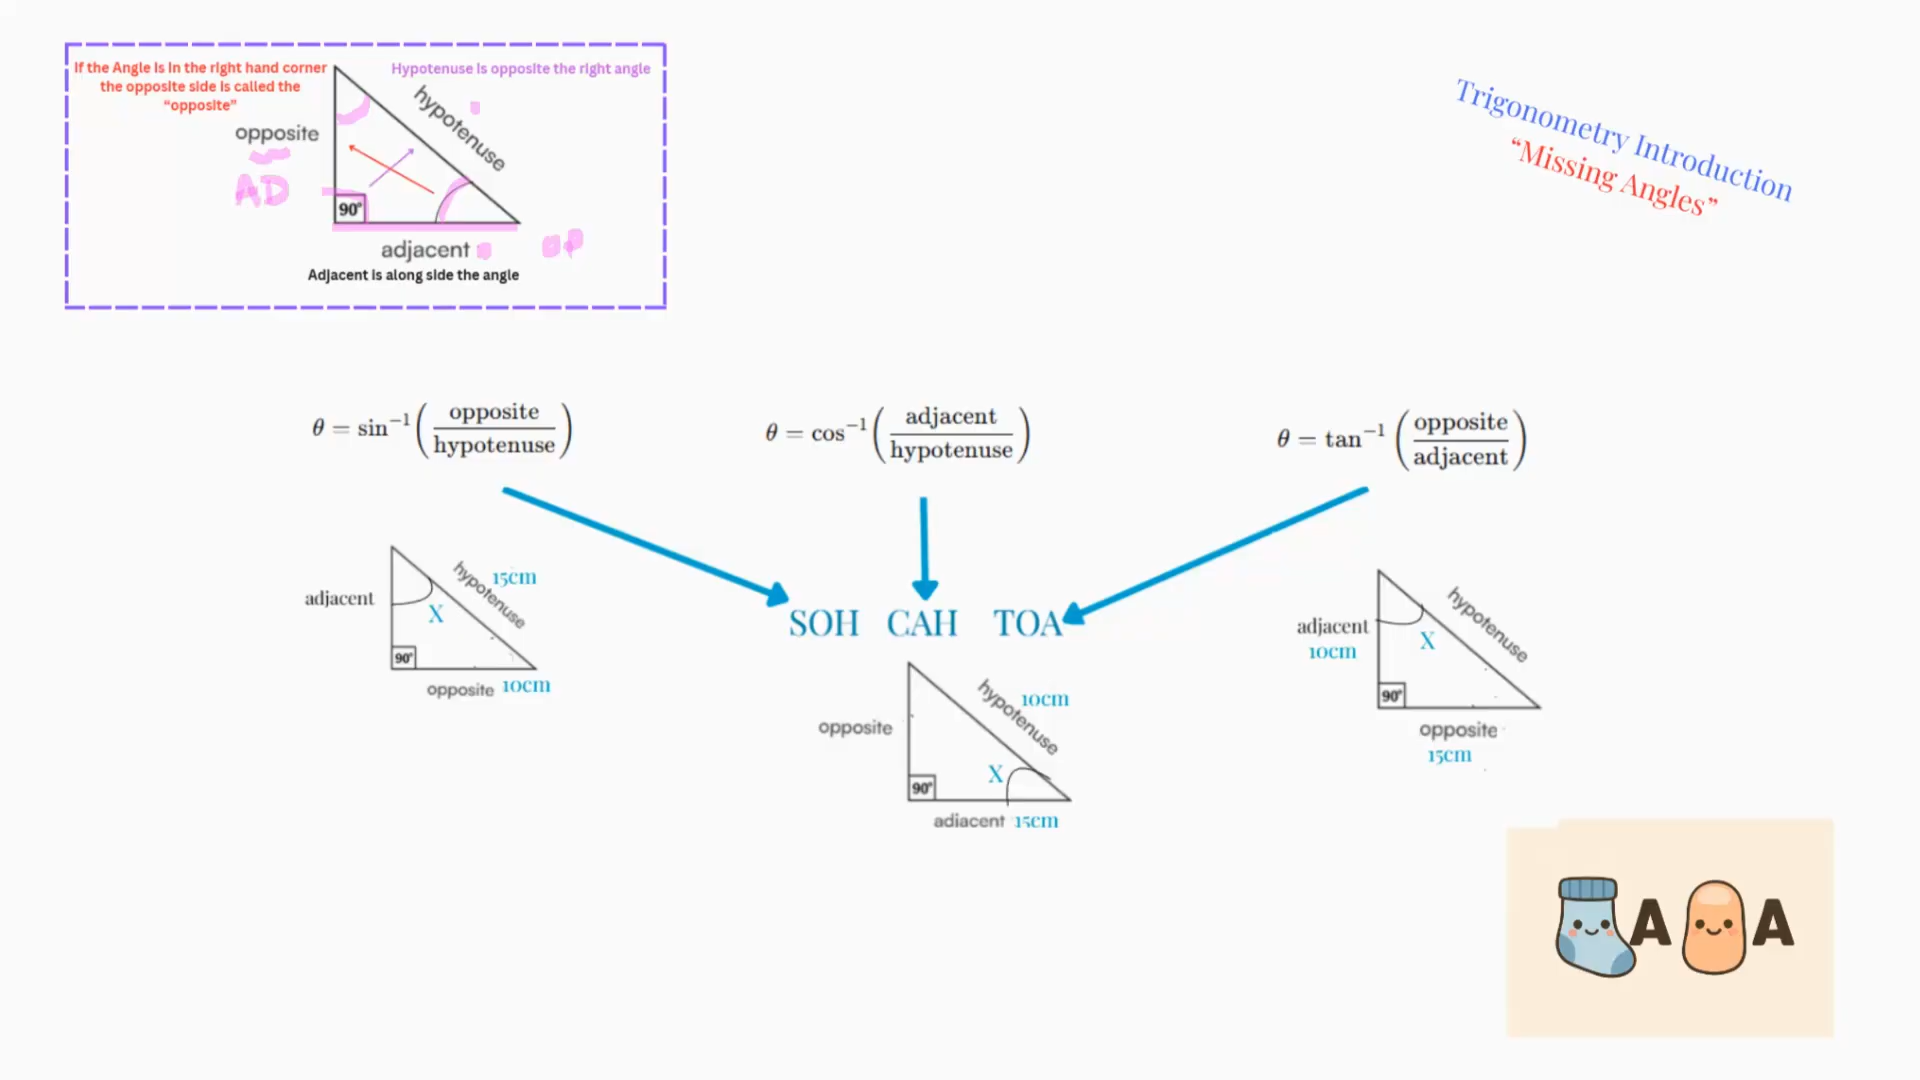 If the Angle is in the right hand corner
the opposite side is called the
“opposite”
Hypotenuse is opposite the right angle
hypotenuse
opposite
AD
90°
adjacent
Adjacent is along side the angle
Trigonometry Introduction
“Missing Angles”
θ = sin⁻¹(opposite/hypotenuse)
θ = cos⁻¹(adjacent/hypotenuse)
θ = tan⁻¹(opposite/adjacent)
adjacent
hypotenuse
15cm
X
90°
opposite 10cm
SOH CAH TOA
opposite
hypotenuse
10cm
X
90°
adjacent 15cm
adjacent
10cm
hypotenuse
X
90°
opposite
15cm
A A